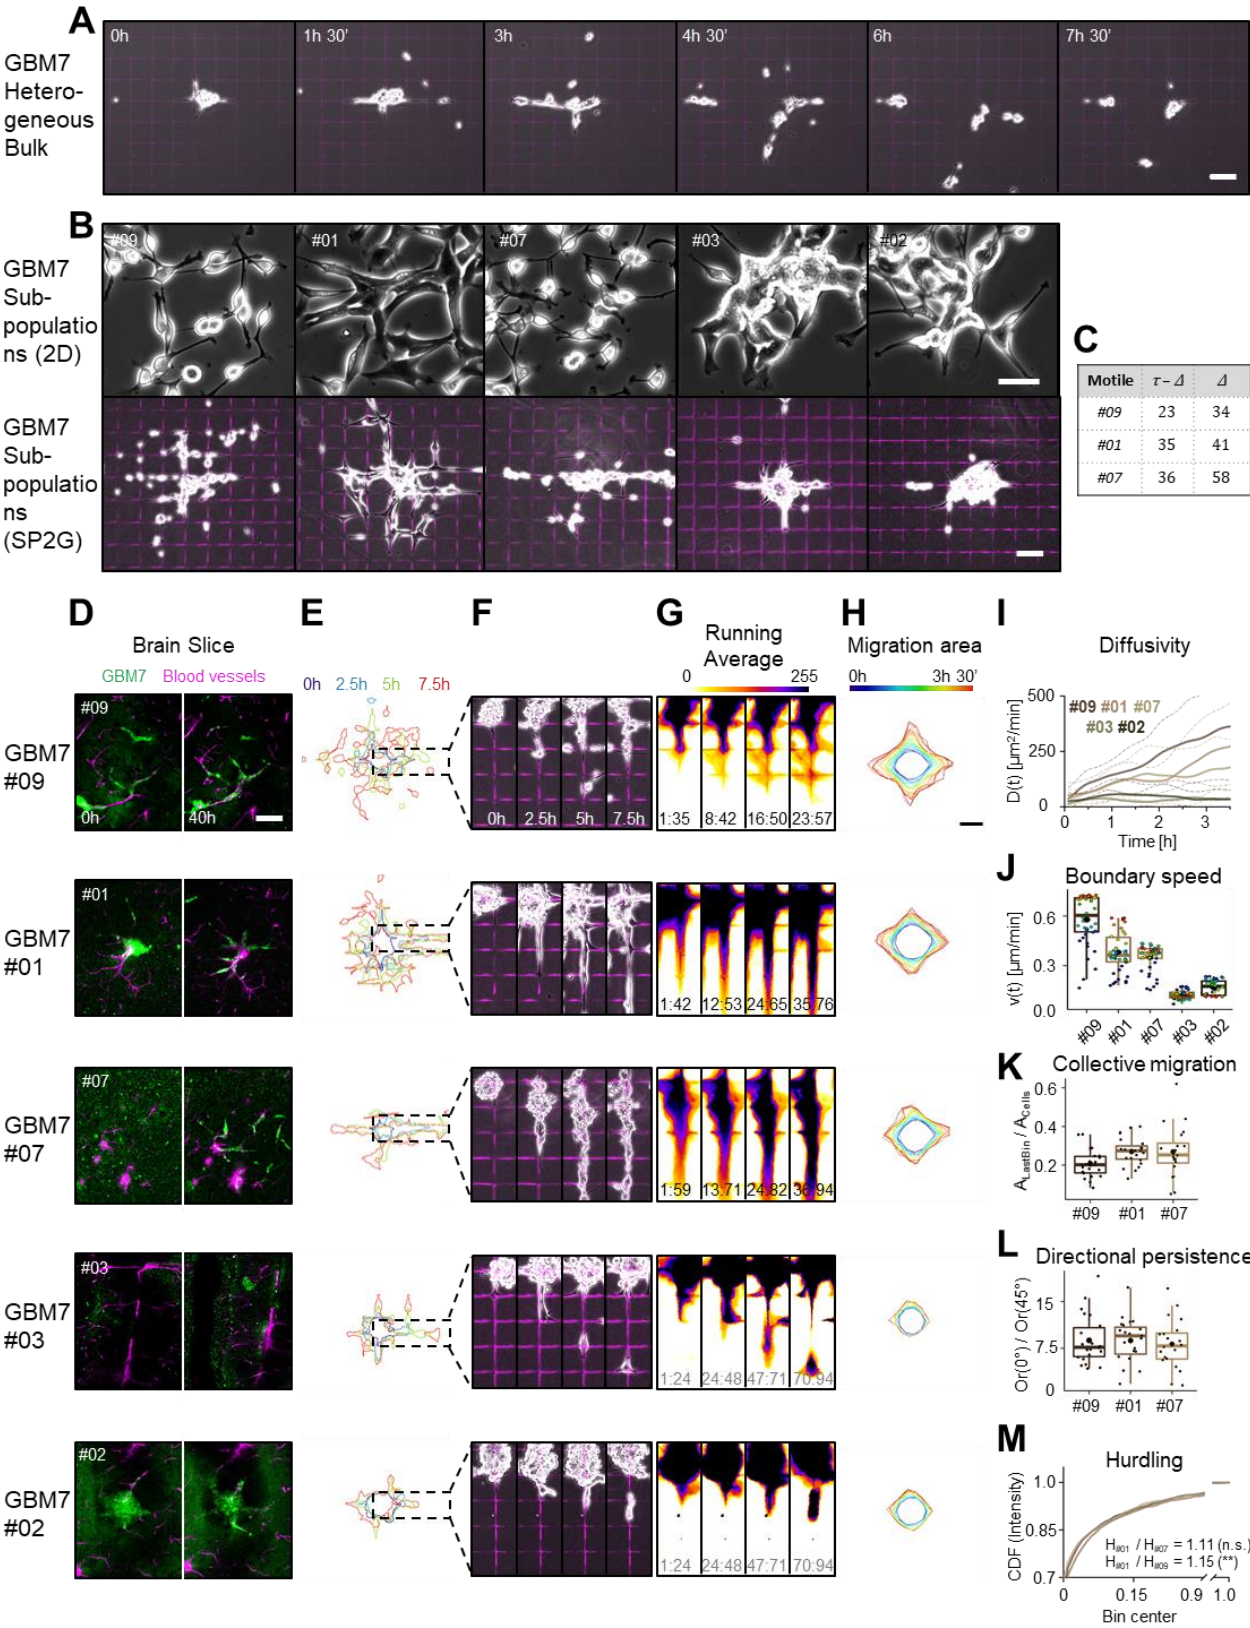 A
GBM7
Hetero-
geneous
Bulk
0h
1h 30'
3h
4h 30'
6h
7h 30'
B
GBM7
Sub-
populatio
ns (2D)
#09
#01
#07
#03
#02
GBM7
Sub-
populatio
ns
(SP2G)
C
Motile τ – Δ Δ
#09 23 34
#01 35 41
#07 36 58
D
Brain Slice
GBM7 Blood vessels
E
0h 2.5h 5h 7.5h
F
G
Running
Average
0 255
H
Migration area
0h 3h 30'
GBM7
#09
#09
0h
40h
0h 2.5h 5h 7.5h
1:35 8:42 16:50 23:57
GBM7
#01
#01
1:42 12:53 24:65 35:76
GBM7
#07
#07
1:59 13:71 24:82 36:94
GBM7
#03
#03
1:24 24:48 47:71 70:94
GBM7
#02
#02
1:24 24:48 47:71 70:94
I
Diffusivity
D(t) [µm²/min]
500
250
0
#09 #01 #07
#03 #02
0 1 2 3
Time [h]
J
Boundary speed
v(t) [µm/min]
0.6
0.3
0.0
#09 #01 #07 #03 #02
K
Collective migration
ALastBin / ACells
0.6
0.4
0.2
#09 #01 #07
L
Directional persistence
Or(0°) / Or(45°)
15
7.5
0
#09 #01 #07
M
Hurdling
CDF (Intensity)
1.0
0.85
0.7
H#01 / H#07 = 1.11 (n.s.)
H#01 / H#09 = 1.15 (**)
0 0.15 0.9 1.0
Bin center